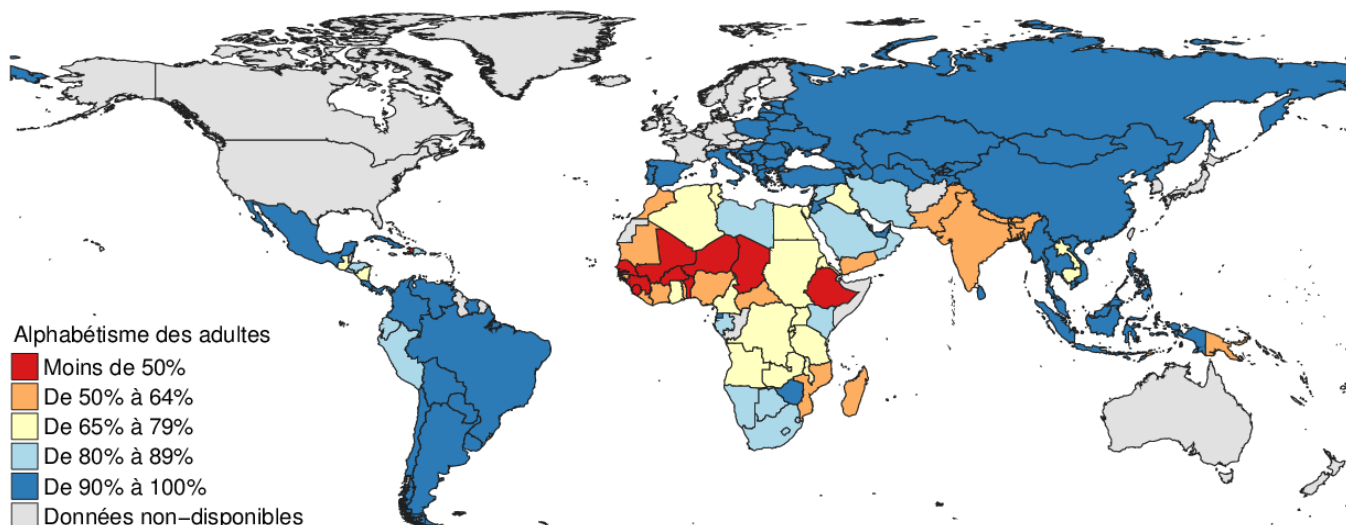 Alphabétisme des adultes
Moins de 50%
De 50% à 64%
De 65% à 79%
De 80% à 89%
De 90% à 100%
Données non−disponibles